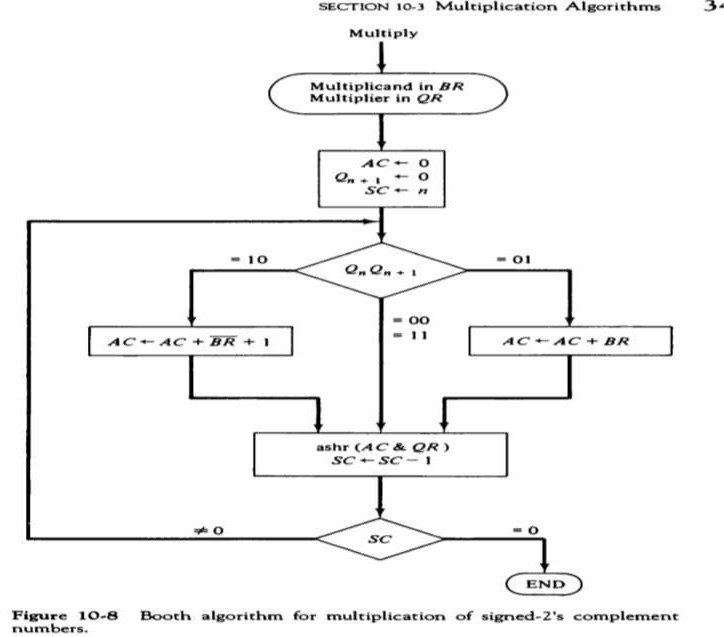 SECTION 10-3 Multiplication Algorithms
Multiply
Multiplicand in BR
Multiplier in QR
AC ← 0
Qn + 1 ← 0
SC ← n
= 10
Qn Qn + 1
= 01
= 00
= 11
AC ← AC + B̅R̅ + 1
AC ← AC + BR
ashr (AC & QR)
SC ← SC − 1
≠ 0
SC
= 0
END
Figure 10-8 Booth algorithm for multiplication of signed-2's complement
numbers.